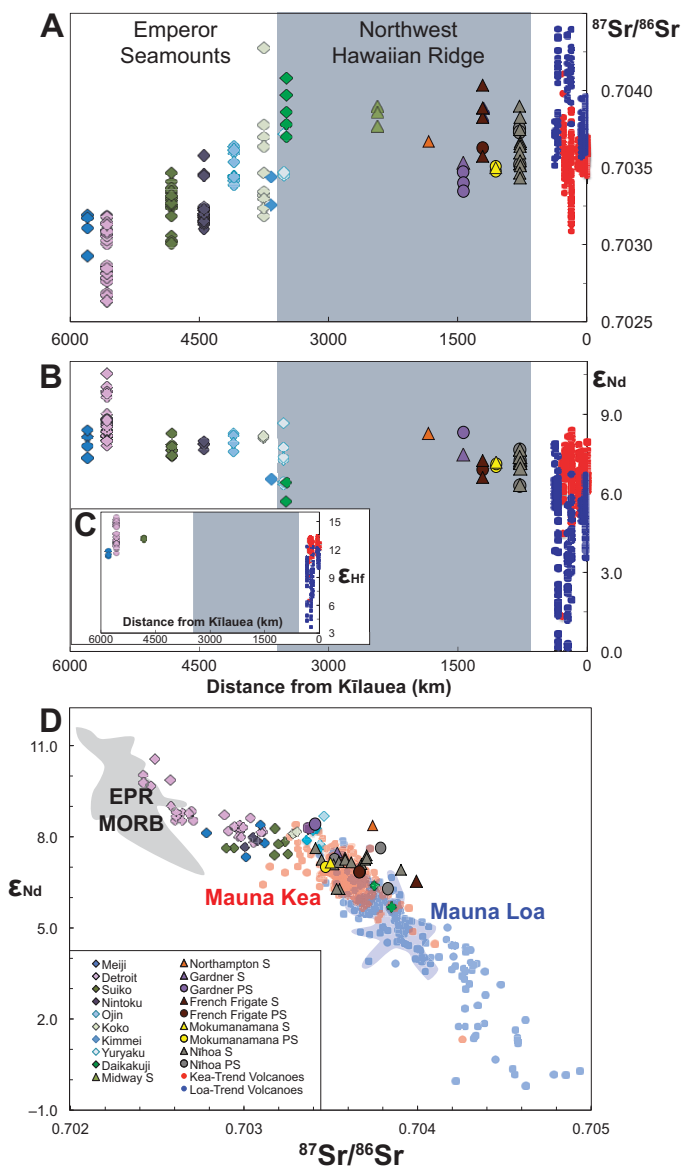 A
Emperor
Seamounts
Northwest
Hawaiian Ridge
⁸⁷Sr/⁸⁶Sr
0.7040
0.7035
0.7030
0.7025
6000
4500
3000
1500
0
B
εNd
9.0
6.0
3.0
0.0
C
15
12
9
6
3
εHf
Distance from Kīlauea (km)
6000
4500
3000
1500
0
6000
4500
3000
1500
0
Distance from Kīlauea (km)
D
11.0
8.0
5.0
2.0
–1.0
εNd
EPR
MORB
Mauna Kea
Mauna Loa
Meiji
Detroit
Suiko
Nintoku
Ojin
Koko
Kimmei
Yuryaku
Daikakuji
Midway S
Northampton S
Gardner S
Gardner PS
French Frigate S
French Frigate PS
Mokumanamana S
Mokumanamana PS
Nīhoa S
Nīhoa PS
Kea-Trend Volcanoes
Loa-Trend Volcanoes
0.702
0.703
0.704
0.705
⁸⁷Sr/⁸⁶Sr